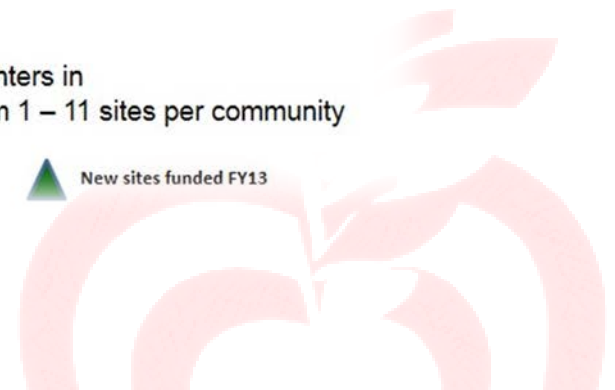 nters in
1 – 11 sites per community
New sites funded FY13